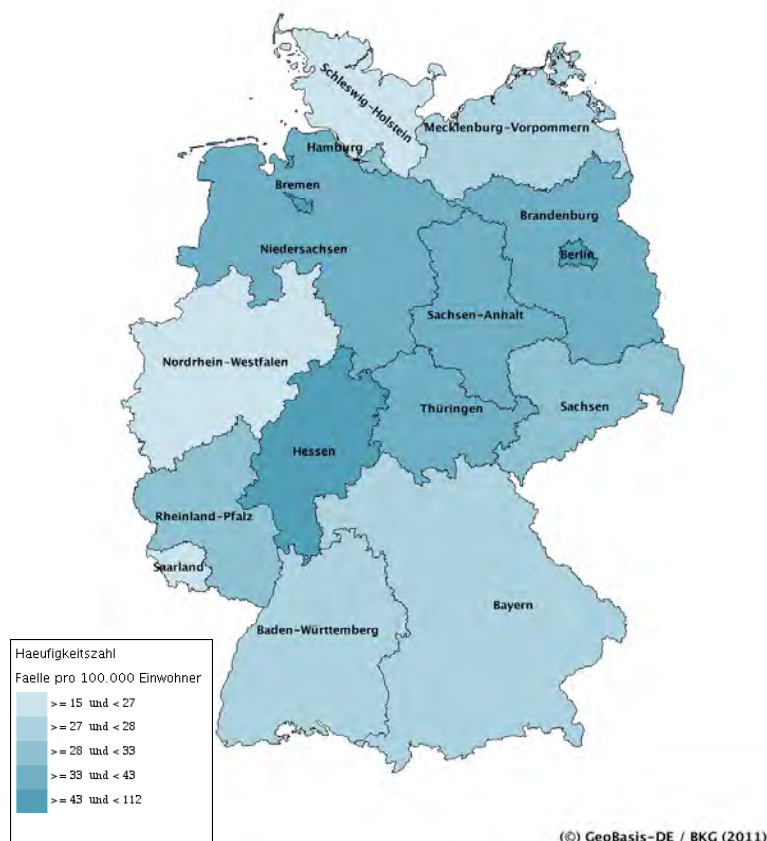 Schleswig-Holstein
Mecklenburg-Vorpommern
Hamburg
Bremen
Brandenburg
Niedersachsen
Berlin
Sachsen-Anhalt
Nordrhein-Westfalen
Thüringen
Sachsen
Hessen
Rheinland-Pfalz
Saarland
Bayern
Baden-Württemberg
Haeufigkeitszahl
Faelle pro 100.000 Einwohner
>= 15 und < 27
>= 27 und < 28
>= 28 und < 33
>= 33 und < 43
>= 43 und < 112
(©) GeoBasis-DE / BKG (2011)